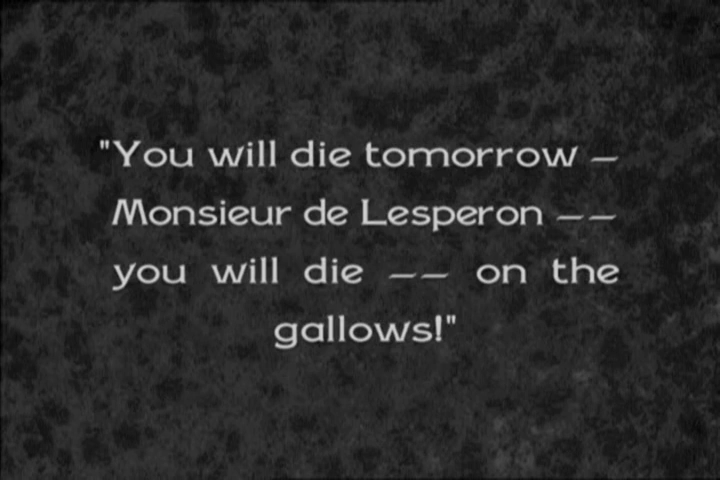 "You will die tomorrow —
Monsieur de Lesperon ——
you will die —— on the
gallows!"